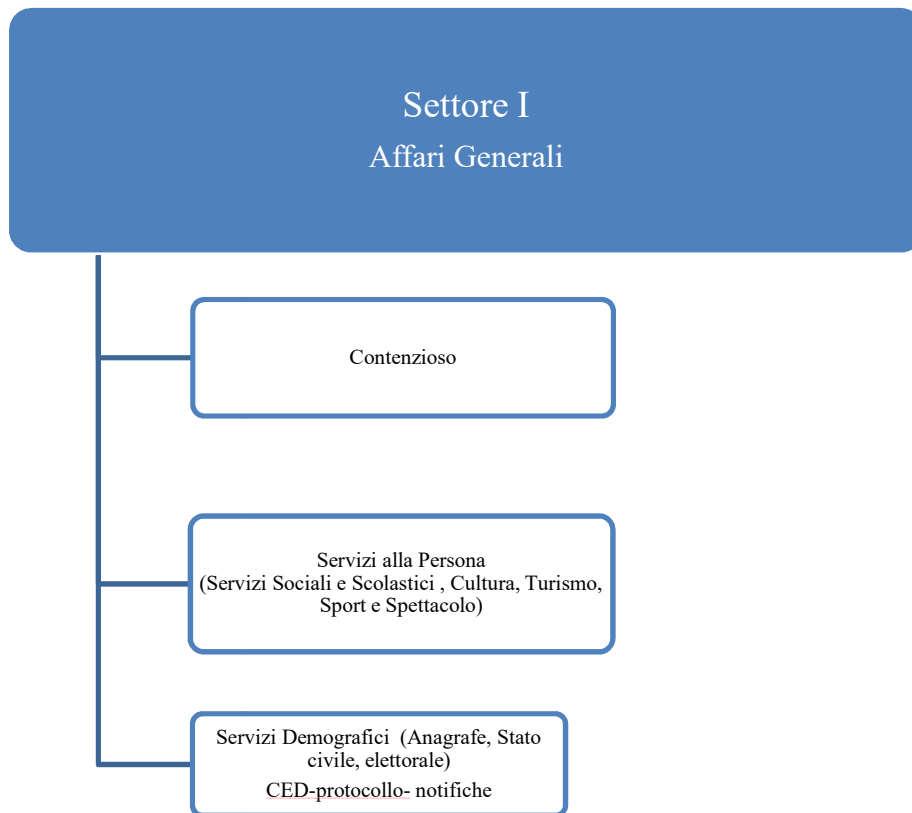 Settore I
Affari Generali
Contenzioso
Servizi alla Persona
(Servizi Sociali e Scolastici , Cultura, Turismo,
Sport e Spettacolo)
Servizi Demografici (Anagrafe, Stato
civile, elettorale)
CED-protocollo- notifiche